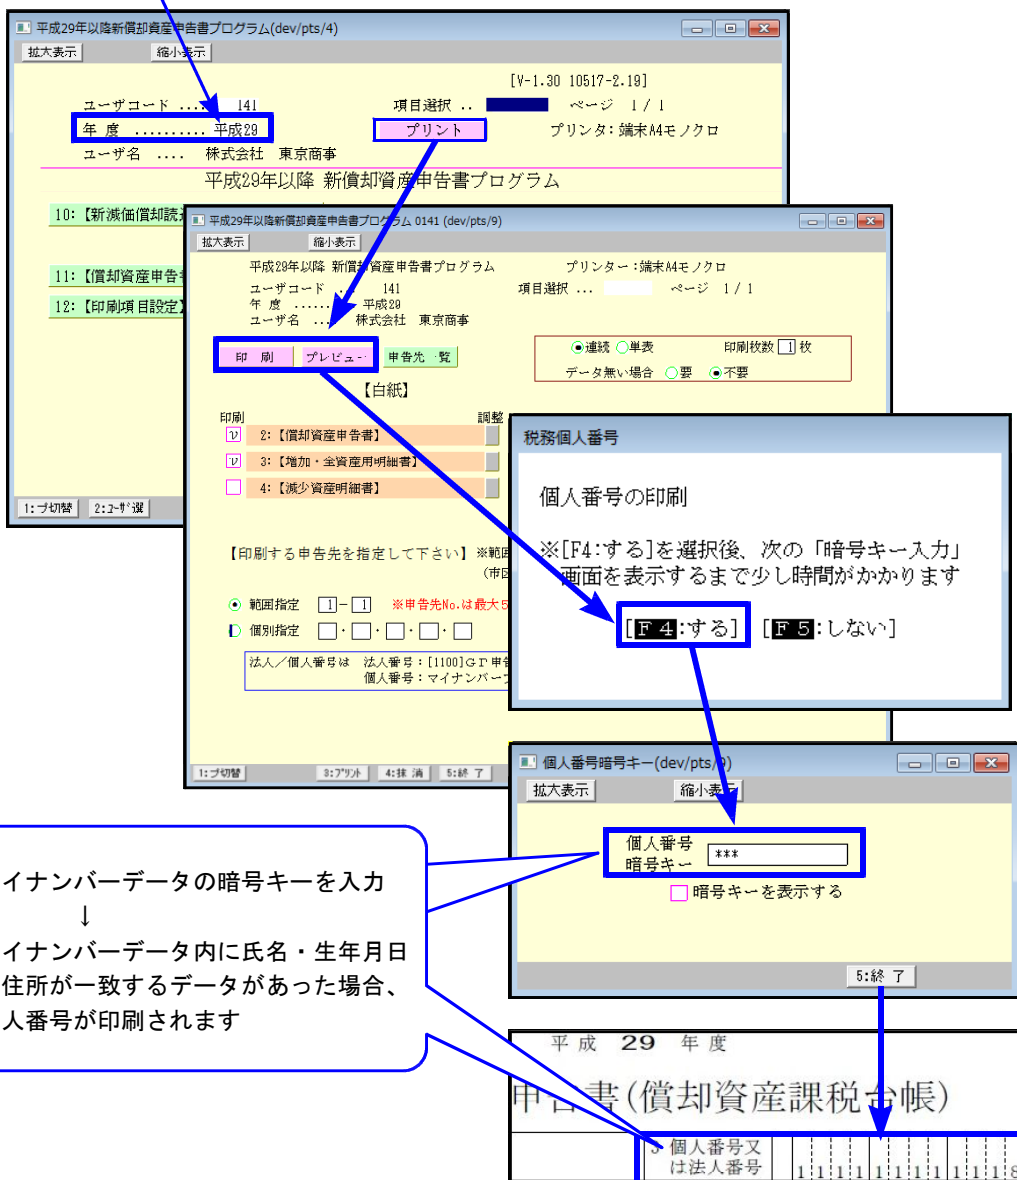 平成29年以降新償却資産申告書プログラム(dev/pts/4)
拡大表示 縮小表示
[V-1.30 10517-2.19]
ユーザコード .... 141 項目選択 .. ページ 1/1
年 度 .......... 平成29 プリント プリンタ:端末A4モノクロ
ユーザ名 .... 株式会社 東京商事
平成29年以降 新償却資産申告書プログラム
10:【新減価償却読
11:【償却資産申告
12:【印刷項目設定】
1:プ切替 2:ユーザ選
平成29年以降新償却資産申告書プログラム 0141 (dev/pts/9)
拡大表示 縮小表示
平成29年以降 新償却資産申告書プログラム プリンター:端末A4モノクロ
ユーザコード ... 141 項目選択 ... ページ 1/1
年 度 ....... 平成29
ユーザ名 .... 株式会社 東京商事
印 刷 プレビュー 申告先一覧
連続 単表 印刷枚数 1 枚
データ無い場合 要 不要
【白紙】
印刷 調整
2:【償却資産申告書】
3:【増加・全資産用明細書】
4:【減少資産明細書】
【印刷する申告先を指定して下さい】※範囲
(市区
範囲指定 1-1 ※申告先No.は最大5
個別指定 ・ ・ ・ ・
法人/個人番号は 法人番号:[1100]GT申告
個人番号:マイナンバー
1:プ切替 3:プリント 4:抹 消 5:終 了
税務個人番号
個人番号の印刷
※[F4:する]を選択後、次の「暗号キー入力」
画面を表示するまで少し時間がかかります
[F4:する] [F5:しない]
個人番号暗号キー(dev/pts/9)
拡大表示 縮小表示
個人番号
暗号キー ***
暗号キーを表示する
5:終 了
イナンバーデータの暗号キーを入力
↓
イナンバーデータ内に氏名・生年月日
住所が一致するデータがあった場合、
人番号が印刷されます
平成 29 年度
申告書(償却資産課税台帳)
3 個人番号又
は法人番号 1 1 1 1 1 1 1 1 1 1 1 8